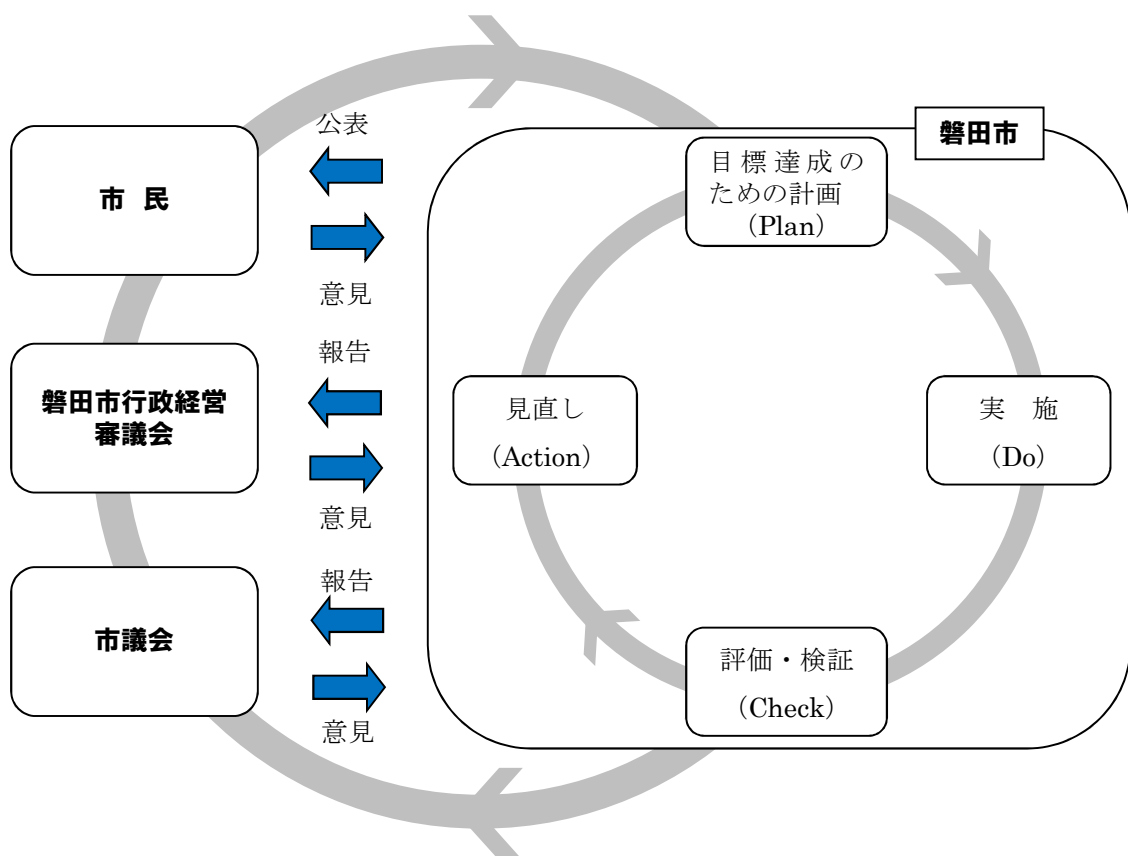 公表
市 民
意見
報告
磐田市行政経営
審議会
意見
報告
市議会
意見
磐田市
目標達成の
ための計画
(Plan)
実 施
(Do)
評価・検証
(Check)
見直し
(Action)